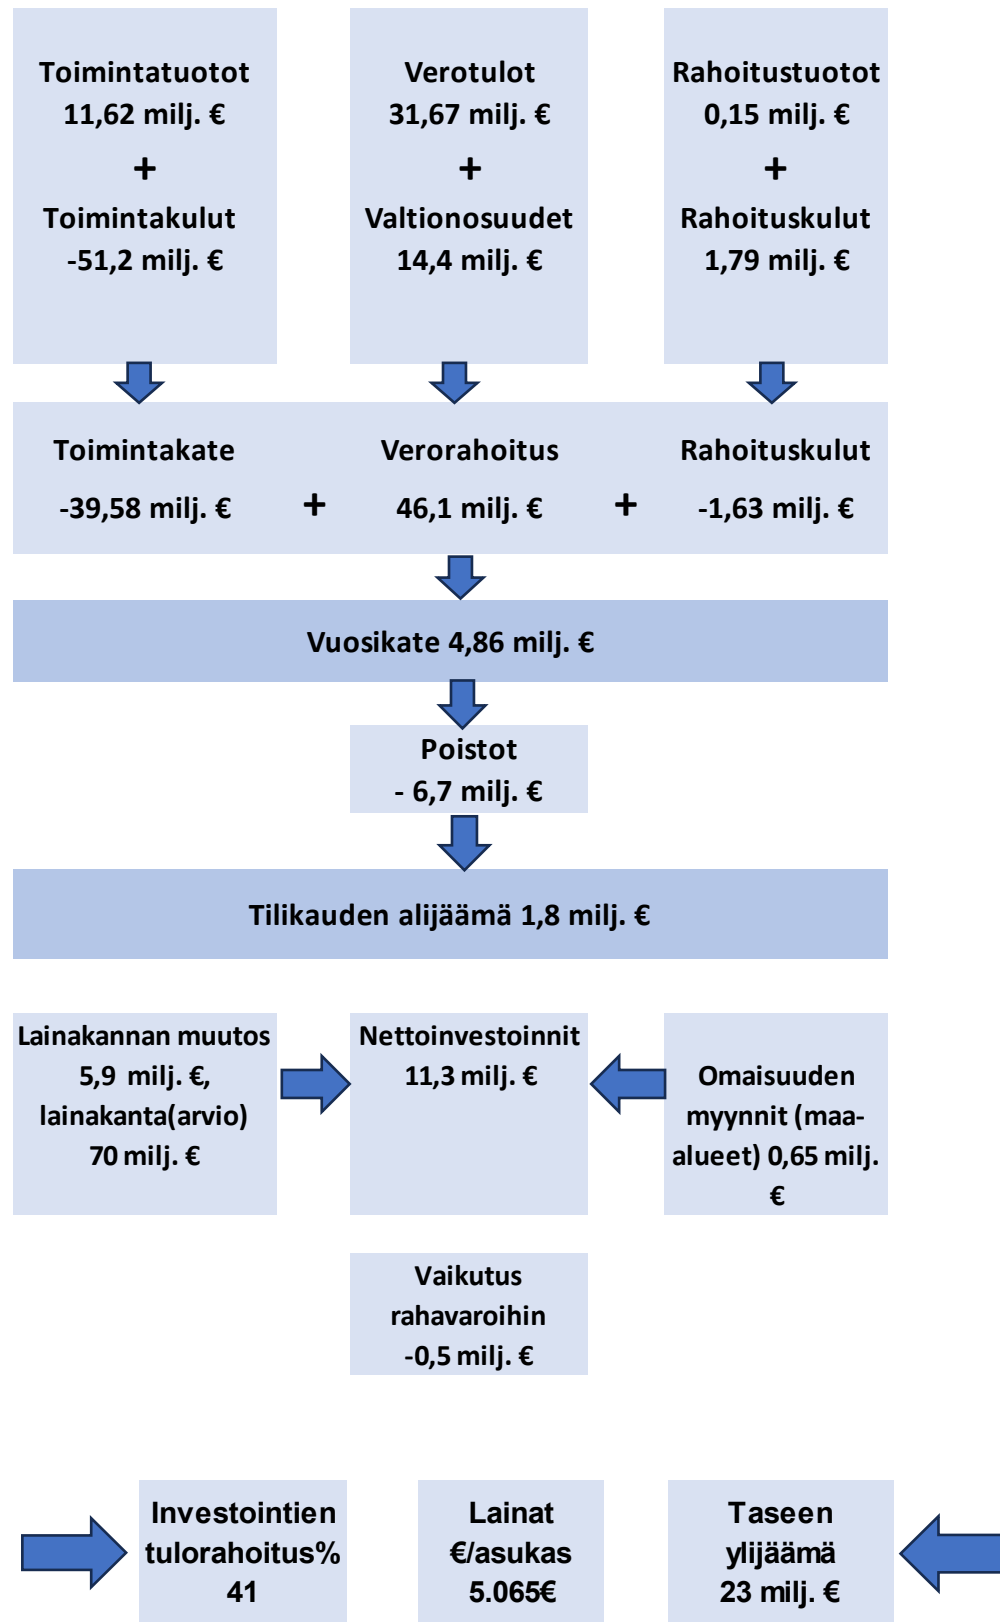 Toimintatuotot
11,62 milj. €
+
Toimintakulut
-51,2 milj. €
Verotulot
31,67 milj. €
+
Valtionosuudet
14,4 milj. €
Rahoitustuotot
0,15 milj. €
+
Rahoituskulut
1,79 milj. €
Toimintakate
-39,58 milj. €
+
Verorahoitus
46,1 milj. €
+
Rahoituskulut
-1,63 milj. €
Vuosikate 4,86 milj. €
Poistot
- 6,7 milj. €
Tilikauden alijäämä 1,8 milj. €
Lainakannan muutos
5,9 milj. €,
lainakanta(arvio)
70 milj. €
Nettoinvestoinnit
11,3 milj. €
Omaisuuden
myynnit (maa-
alueet) 0,65 milj.
€
Vaikutus
rahavaroihin
-0,5 milj. €
Investointien
tulorahoitus%
41
Lainat
€/asukas
5.065€
Taseen
ylijäämä
23 milj. €